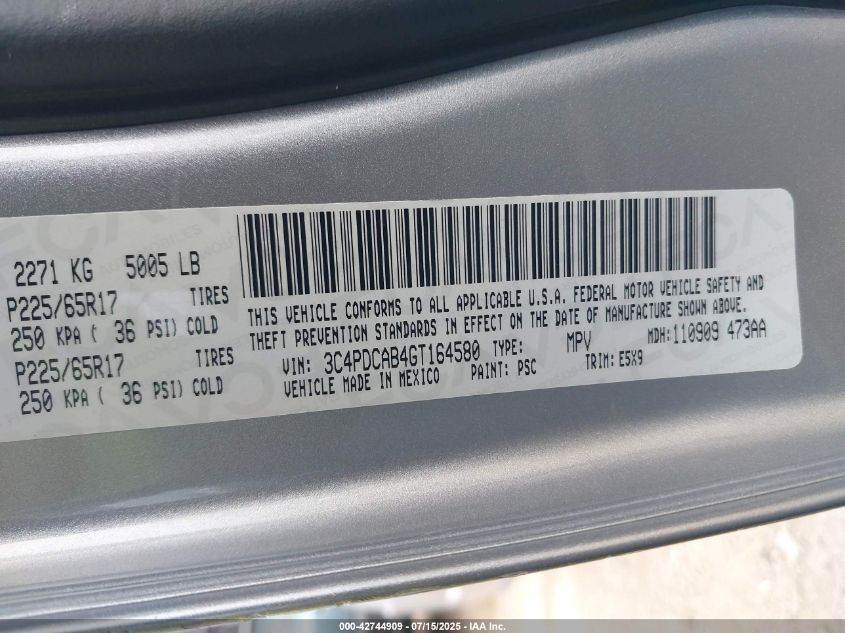 2271 KG 5005 LB
P225/65R17 TIRES
250 KPA ( 36 PSI) COLD
P225/65R17 TIRES
250 KPA ( 36 PSI) COLD
THIS VEHICLE CONFORMS TO ALL APPLICABLE U.S.A. FEDERAL MOTOR VEHICLE SAFETY AND
THEFT PREVENTION STANDARDS IN EFFECT ON THE DATE OF MANUFACTURE SHOWN ABOVE.
VIN: 3C4PDCAB4GT164580 TYPE: MPV MDH:110909 473AA
VEHICLE MADE IN MEXICO PAINT: PSC TRIM: E5X9
000-42744909 - 07/15/2025 - IAA Inc.